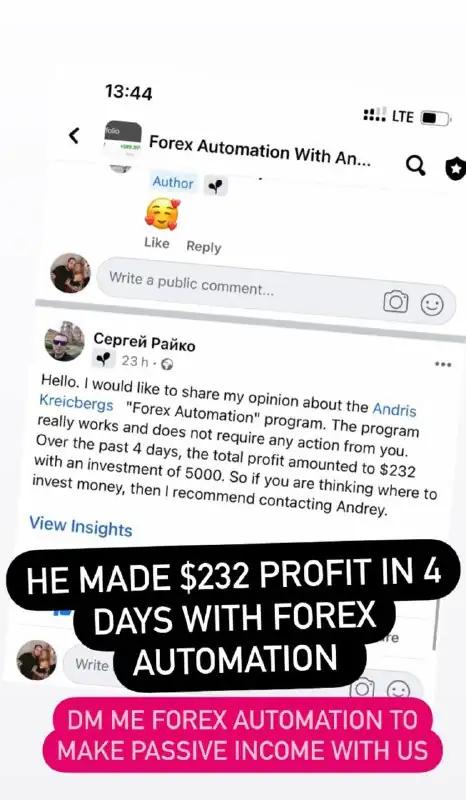 13:44
LTE
folio
Forex Automation With An...
Author
Like Reply
Write a public comment...
Сергей Райко
23 h
Hello. I would like to share my opinion about the Andris
Kreicbergs "Forex Automation" program. The program
really works and does not require any action from you.
Over the past 4 days, the total profit amounted to $232
with an investment of 5000. So if you are thinking where to
invest money, then I recommend contacting Andrey.
View Insights
HE MADE $232 PROFIT IN 4
DAYS WITH FOREX
AUTOMATION
Write
DM ME FOREX AUTOMATION TO
MAKE PASSIVE INCOME WITH US